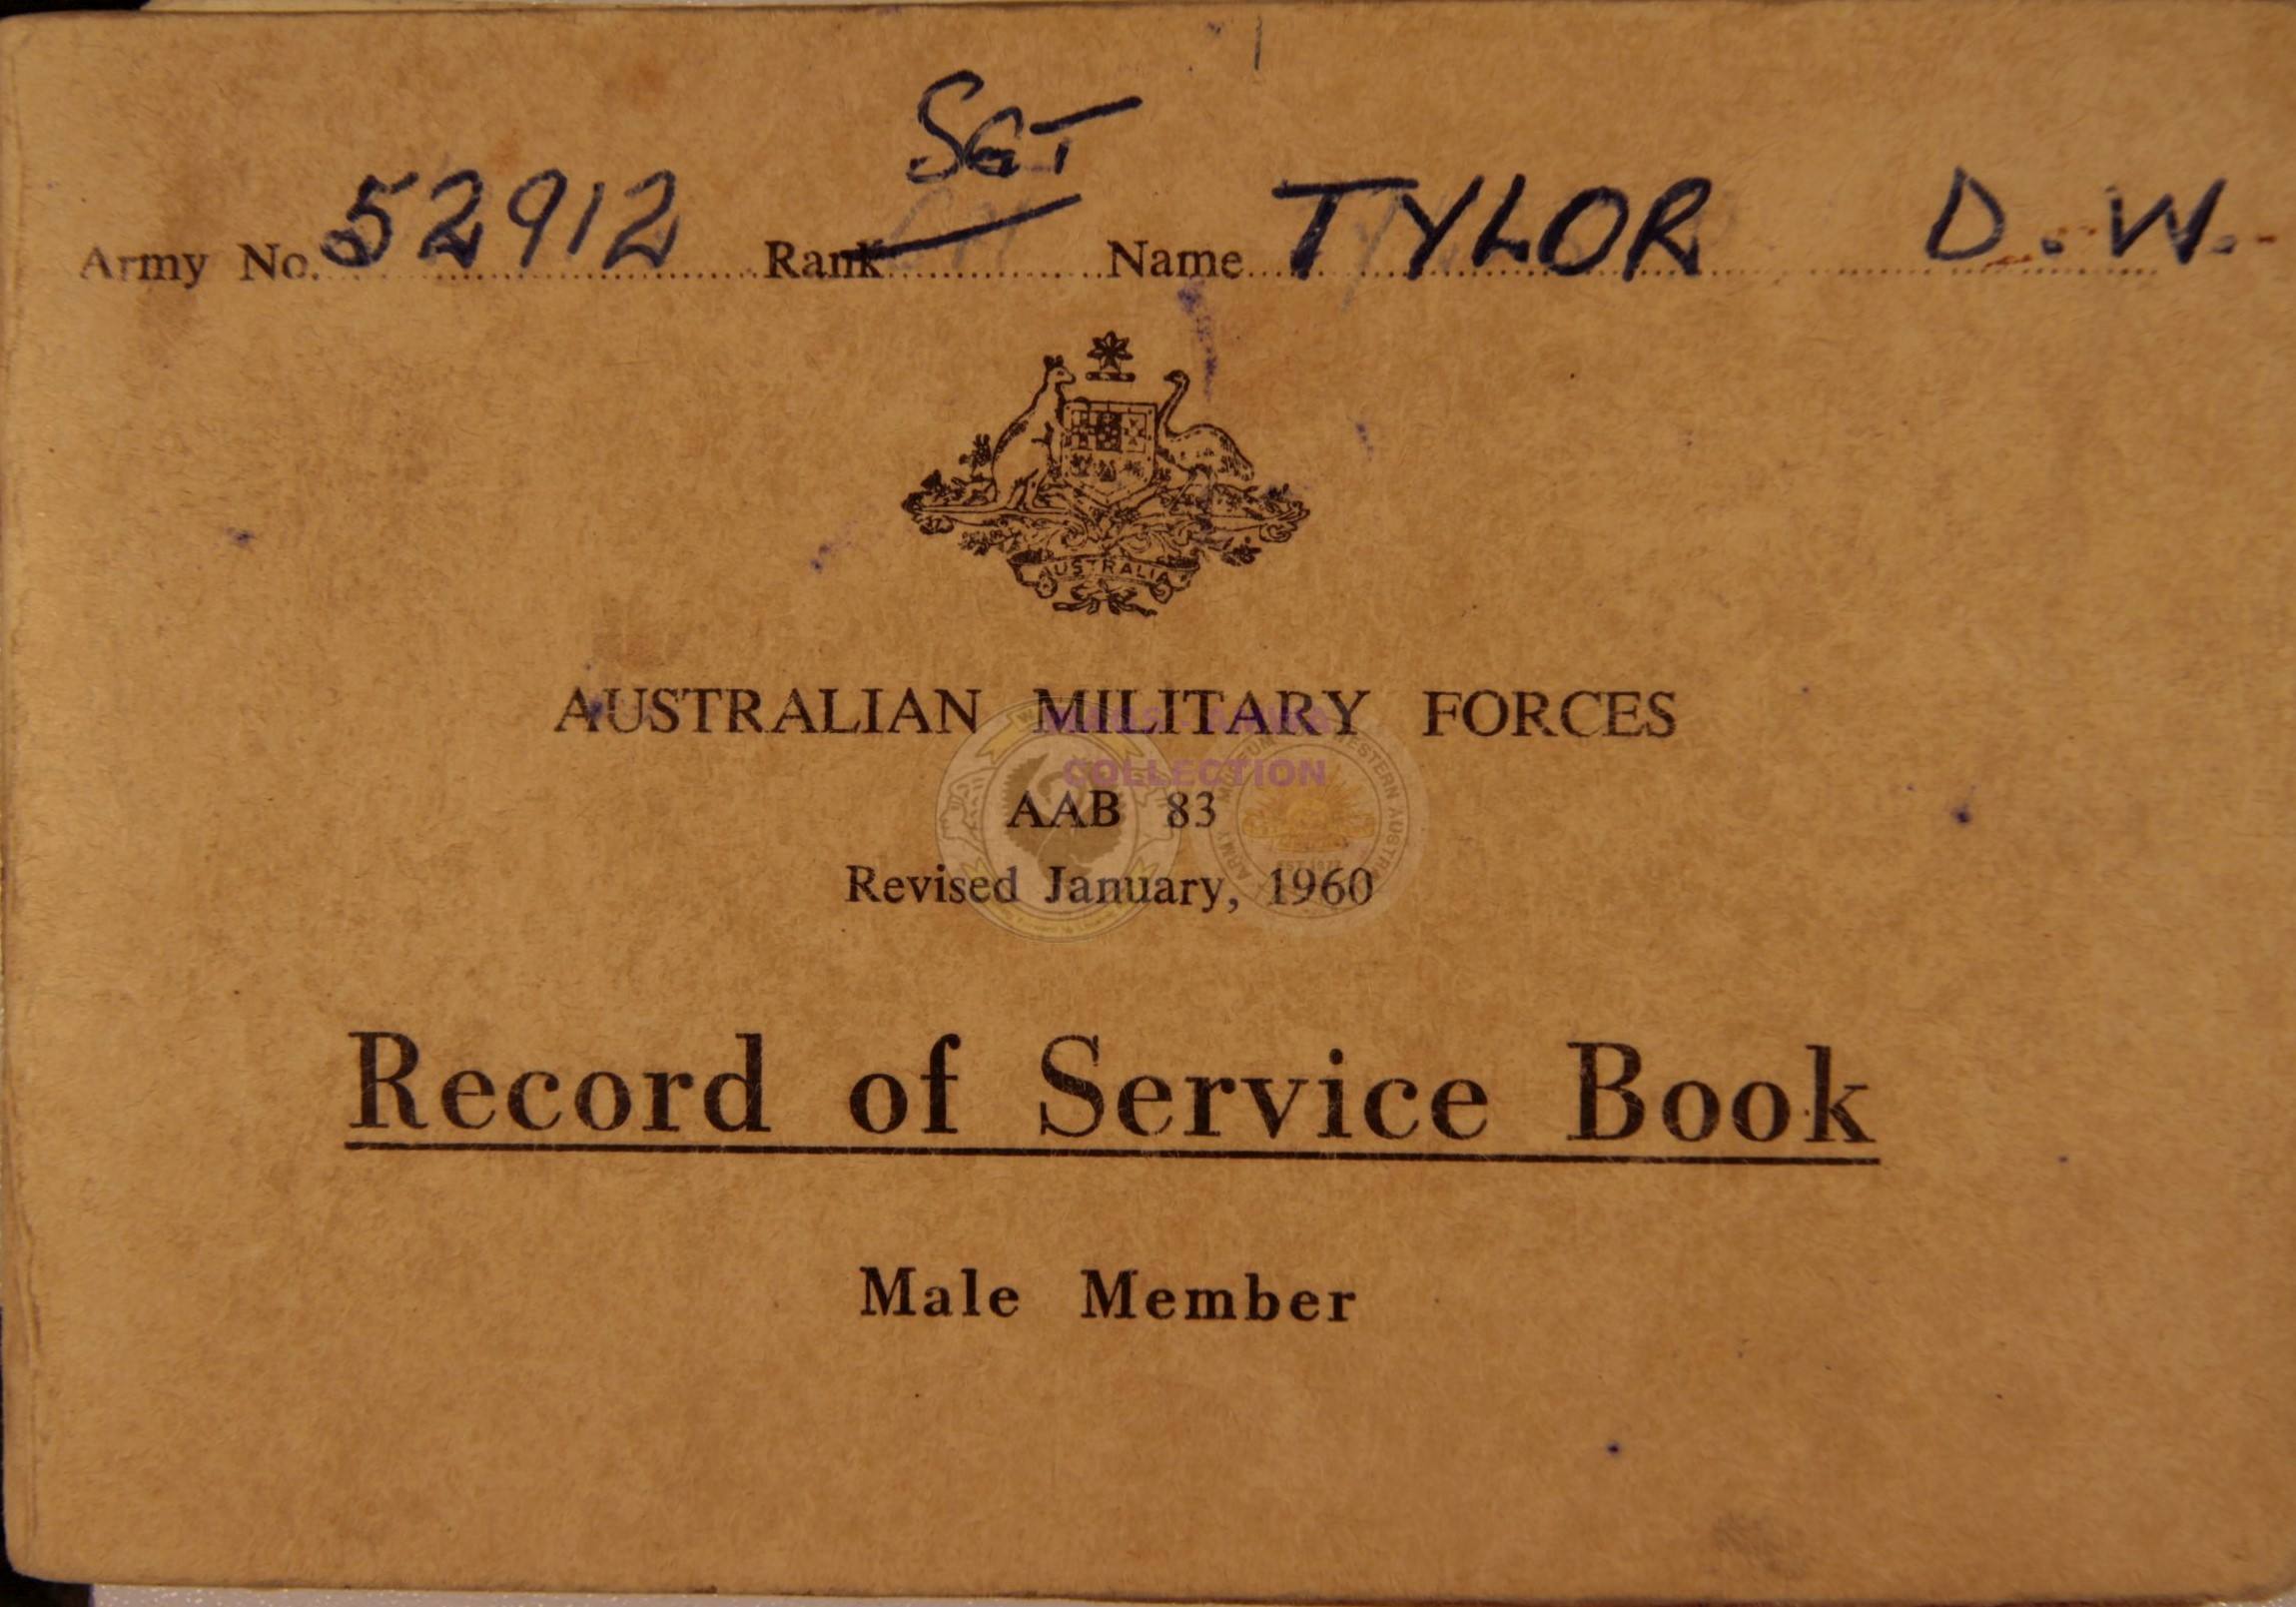 SGT
Army No. 52912 Rank Name TYLOR D. W.
AUSTRALIA
AUSTRALIAN MILITARY FORCES
COLLECTION
AAB 83
Revised January, 1960
Record of Service Book
Male Member